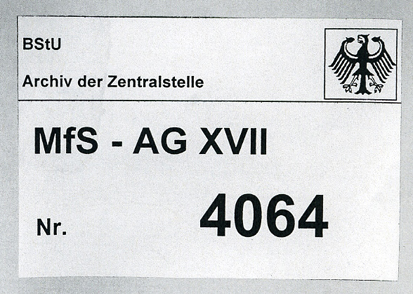 BStU
Archiv der Zentralstelle
MfS - AG XVII
Nr. 4064